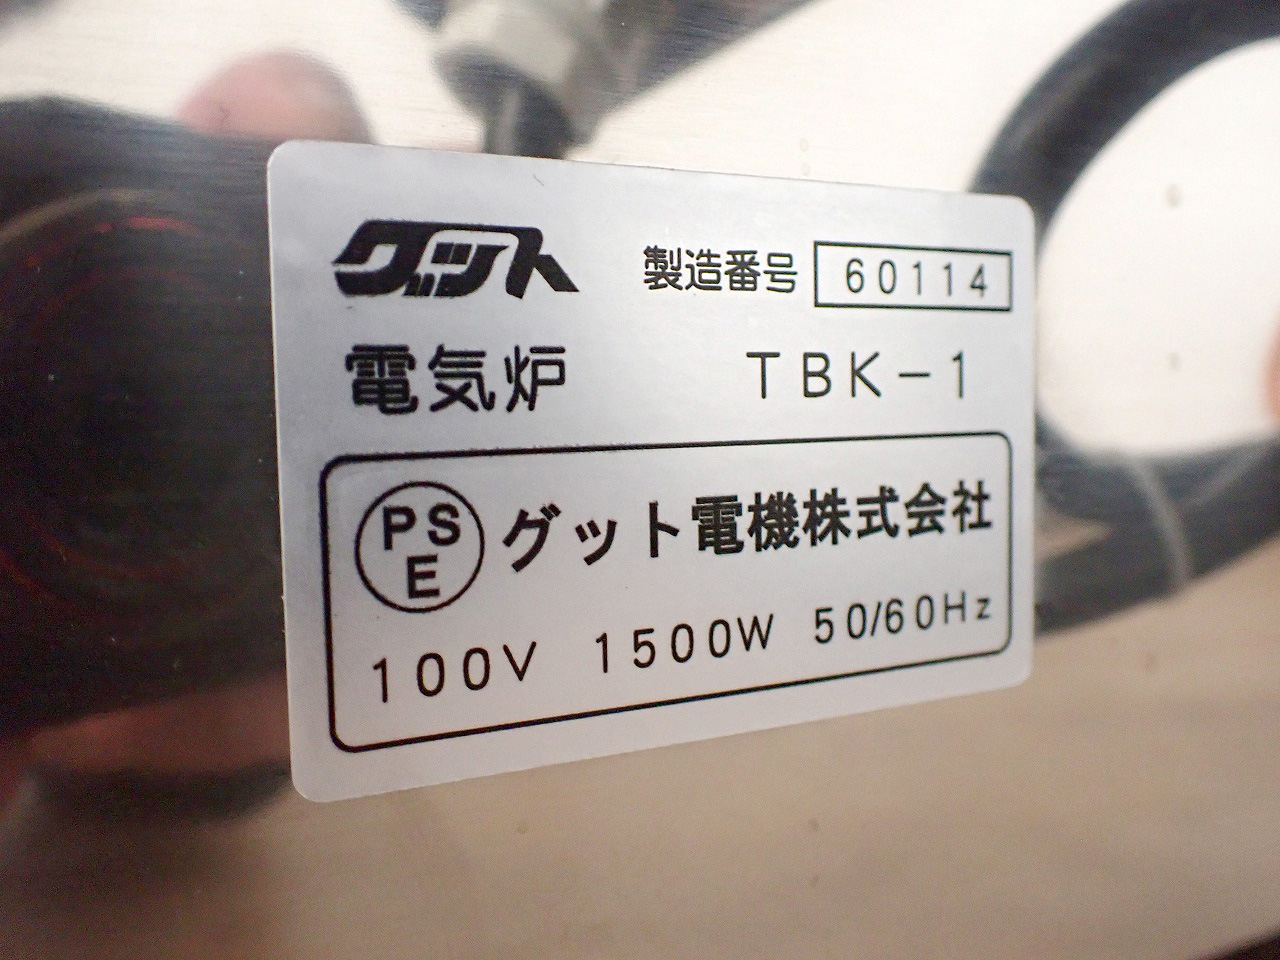 グット 製造番号 60114
電気炉 TBK-1
PSE グット電機株式会社
100V 1500W 50/60Hz